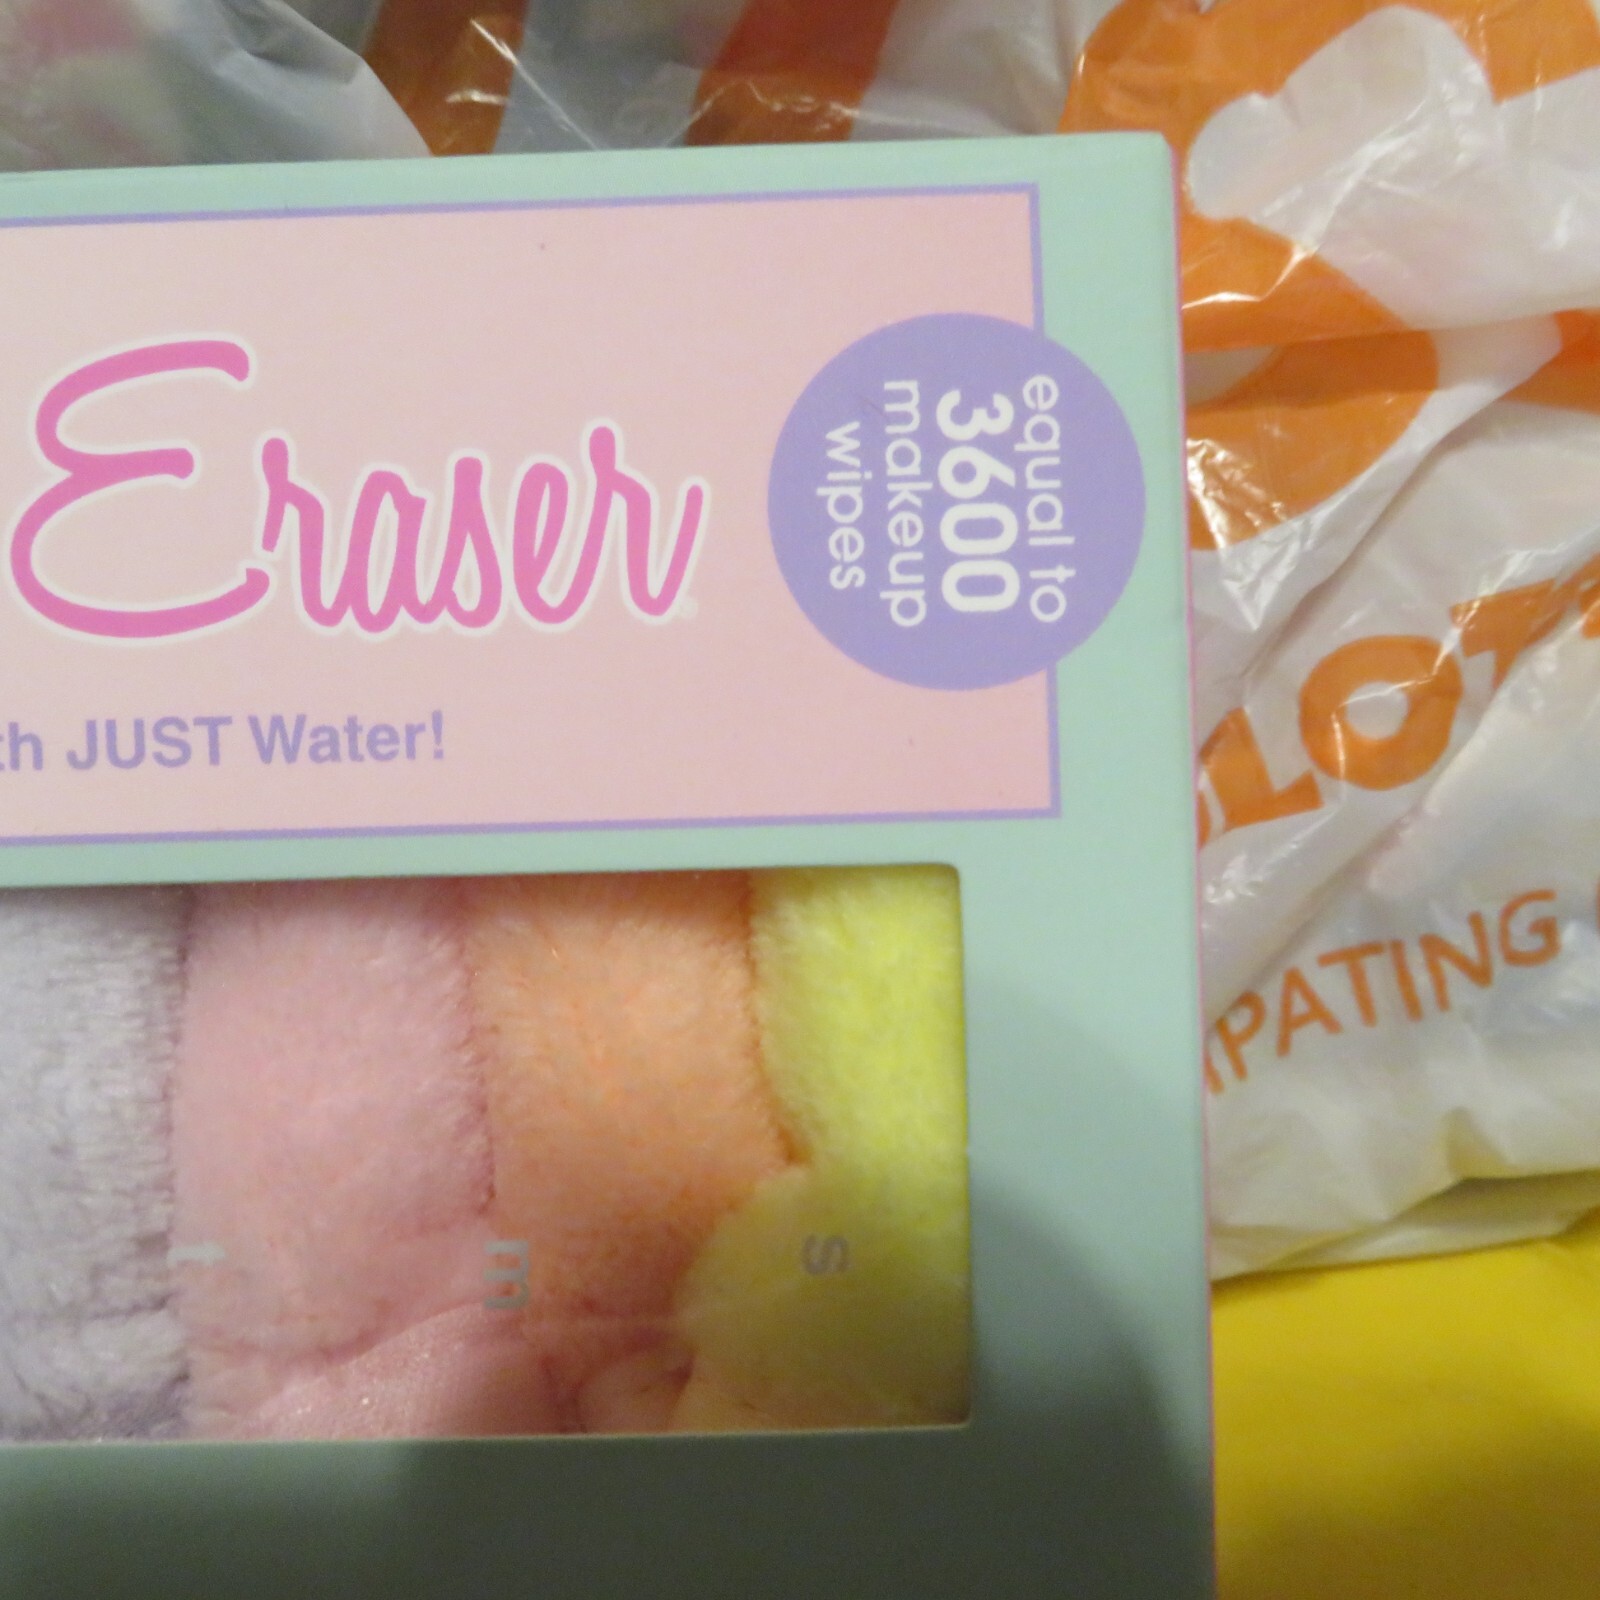 Eraser
equal to
3600
makeup
wipes
th JUST Water!
t
m
s
LOT
IPATING